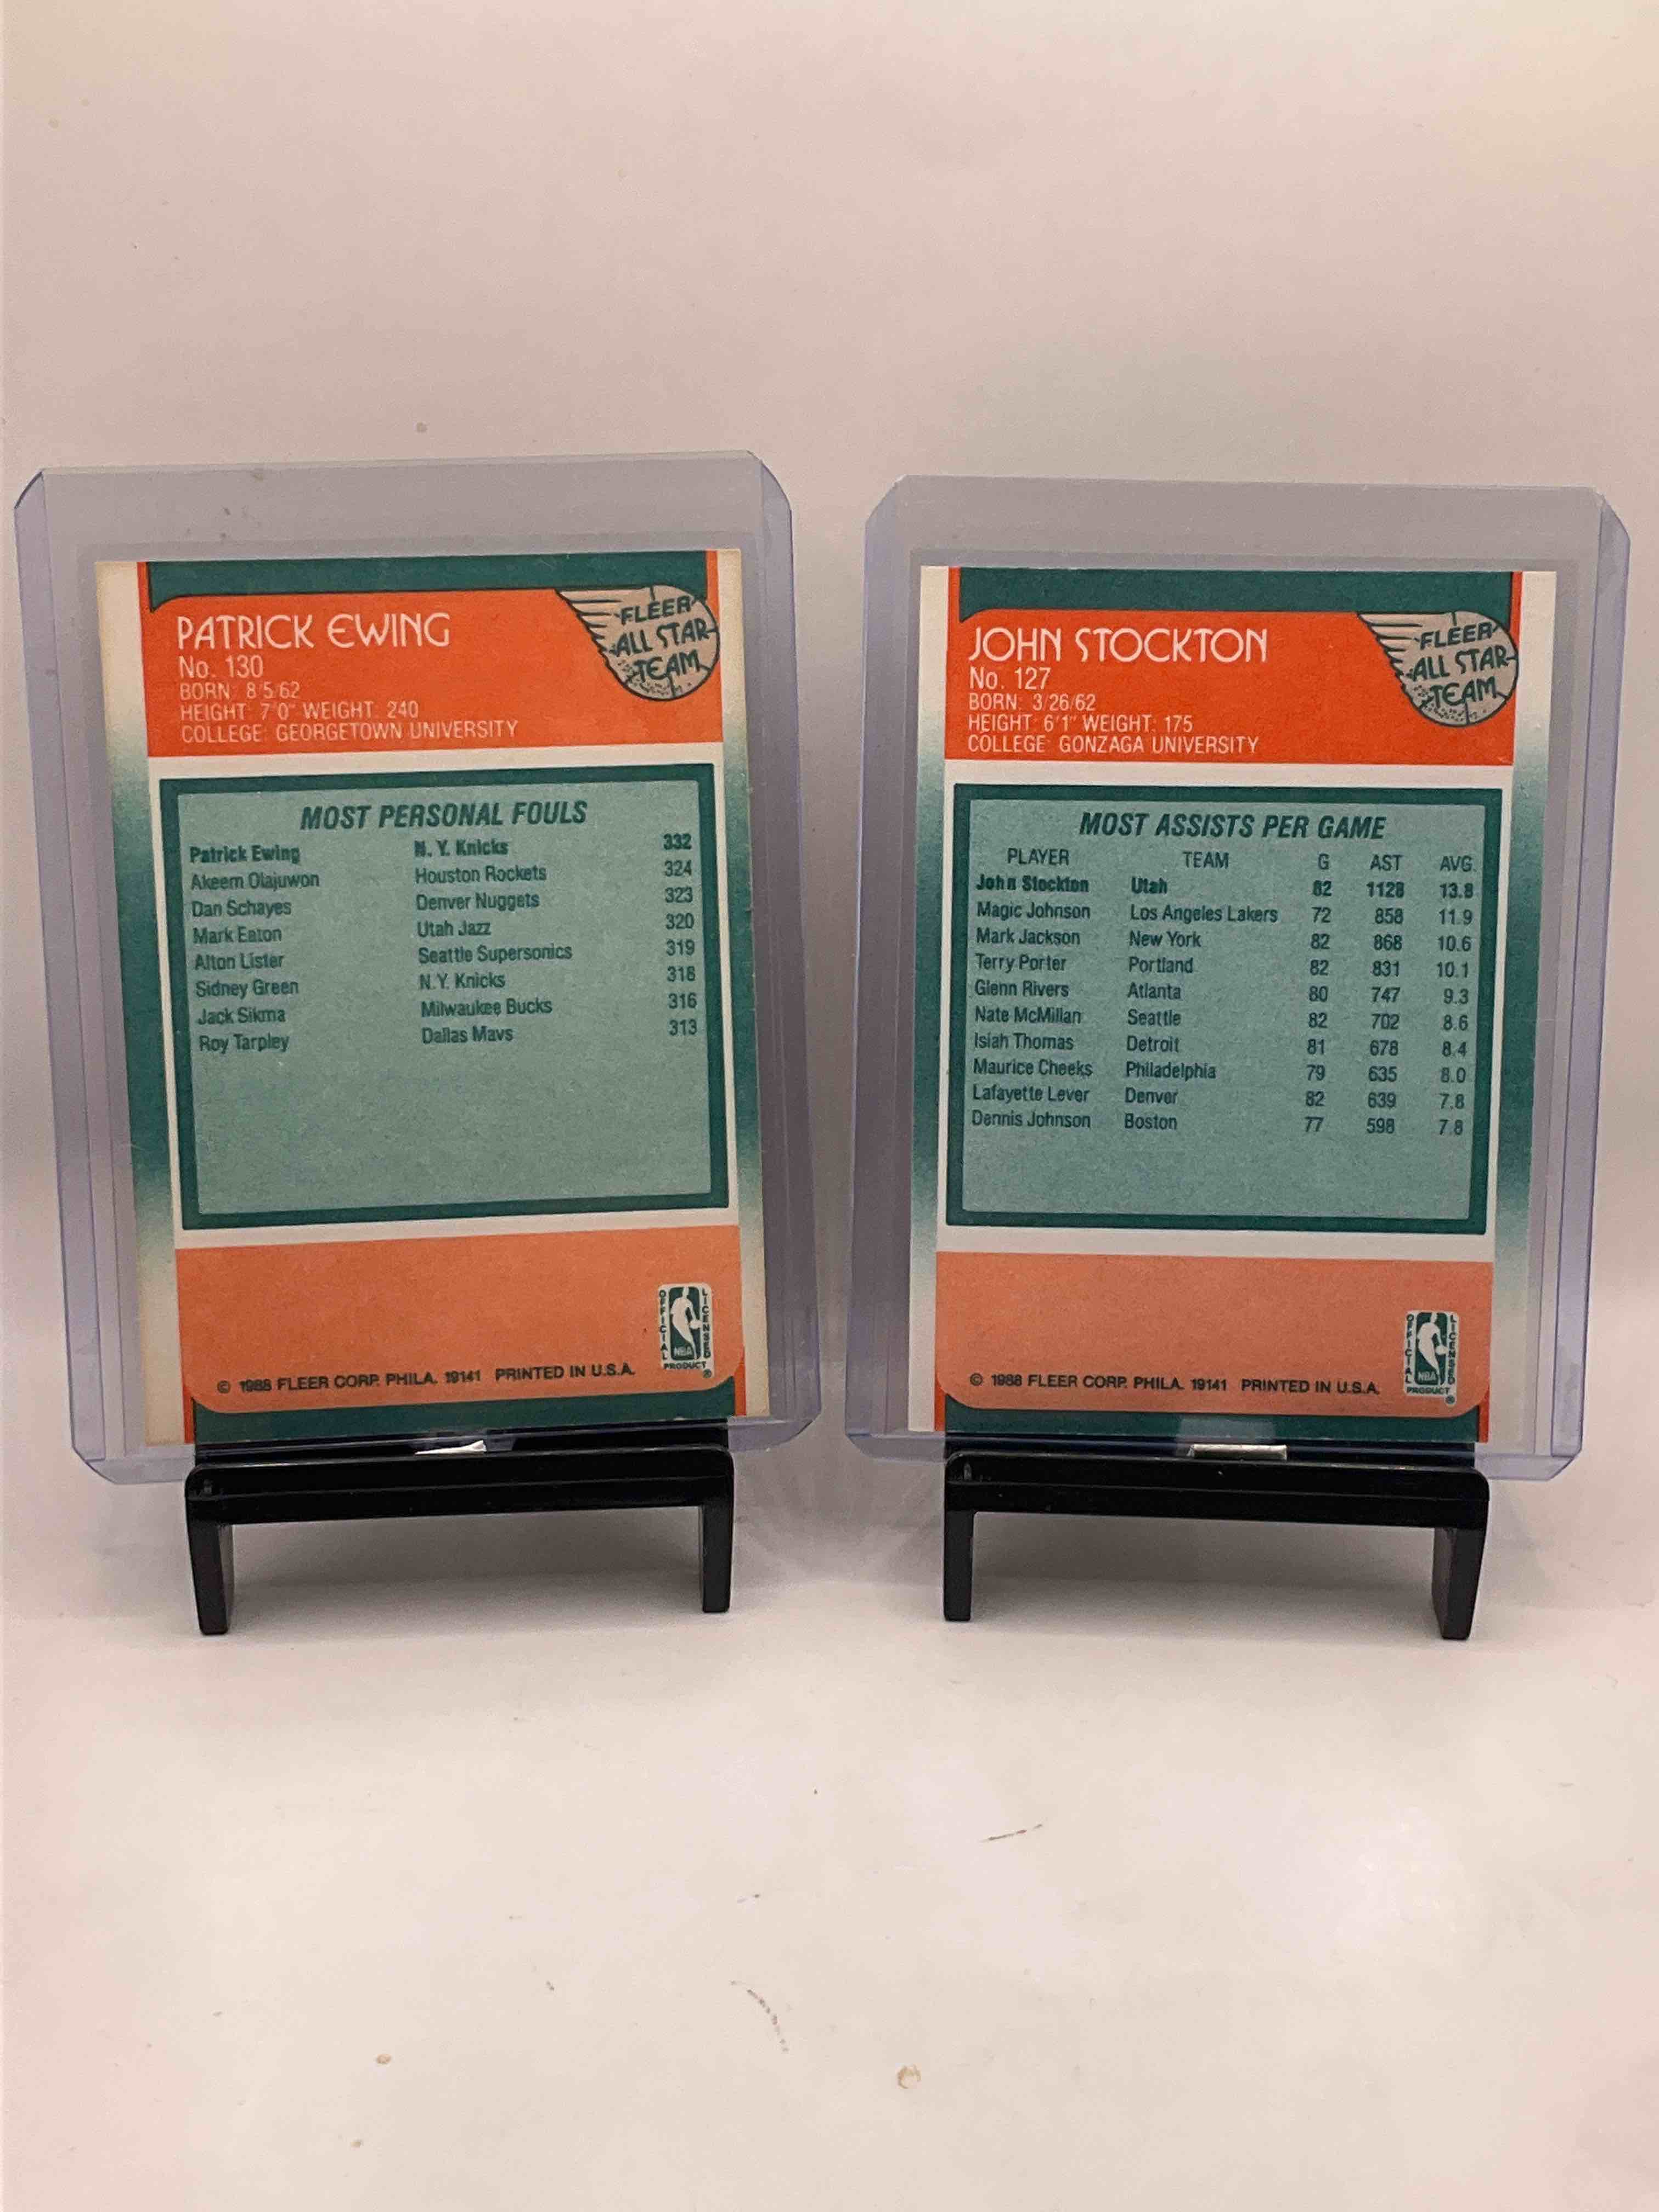 PATRICK EWING
No. 130
BORN: 8/5/62
HEIGHT: 7'0" WEIGHT: 240
COLLEGE: GEORGETOWN UNIVERSITY
FLEER
ALL STAR
TEAM
MOST PERSONAL FOULS
Patrick Ewing N.Y. Knicks 332
Akeem Olajuwon Houston Rockets 324
Dan Schayes Denver Nuggets 323
Mark Eaton Utah Jazz 320
Alton Lister Seattle Supersonics 319
Sidney Green N.Y. Knicks 318
Jack Sikma Milwaukee Bucks 316
Roy Tarpley Dallas Mavs 313
OFFICIAL LICENSED
NBA
PRODUCT ®
© 1988 FLEER CORP. PHILA. 19141 PRINTED IN U.S.A.
JOHN STOCKTON
No. 127
BORN: 3/26/62
HEIGHT: 6'1" WEIGHT: 175
COLLEGE: GONZAGA UNIVERSITY
FLEER
ALL STAR
TEAM
MOST ASSISTS PER GAME
PLAYER TEAM G AST AVG.
John Stockton Utah 82 1128 13.8
Magic Johnson Los Angeles Lakers 72 858 11.9
Mark Jackson New York 82 868 10.6
Terry Porter Portland 82 831 10.1
Glenn Rivers Atlanta 80 747 9.3
Nate McMillan Seattle 82 702 8.6
Isiah Thomas Detroit 81 678 8.4
Maurice Cheeks Philadelphia 79 635 8.0
Lafayette Lever Denver 82 639 7.8
Dennis Johnson Boston 77 598 7.8
OFFICIAL LICENSED
NBA
PRODUCT ®
© 1988 FLEER CORP. PHILA. 19141 PRINTED IN U.S.A.